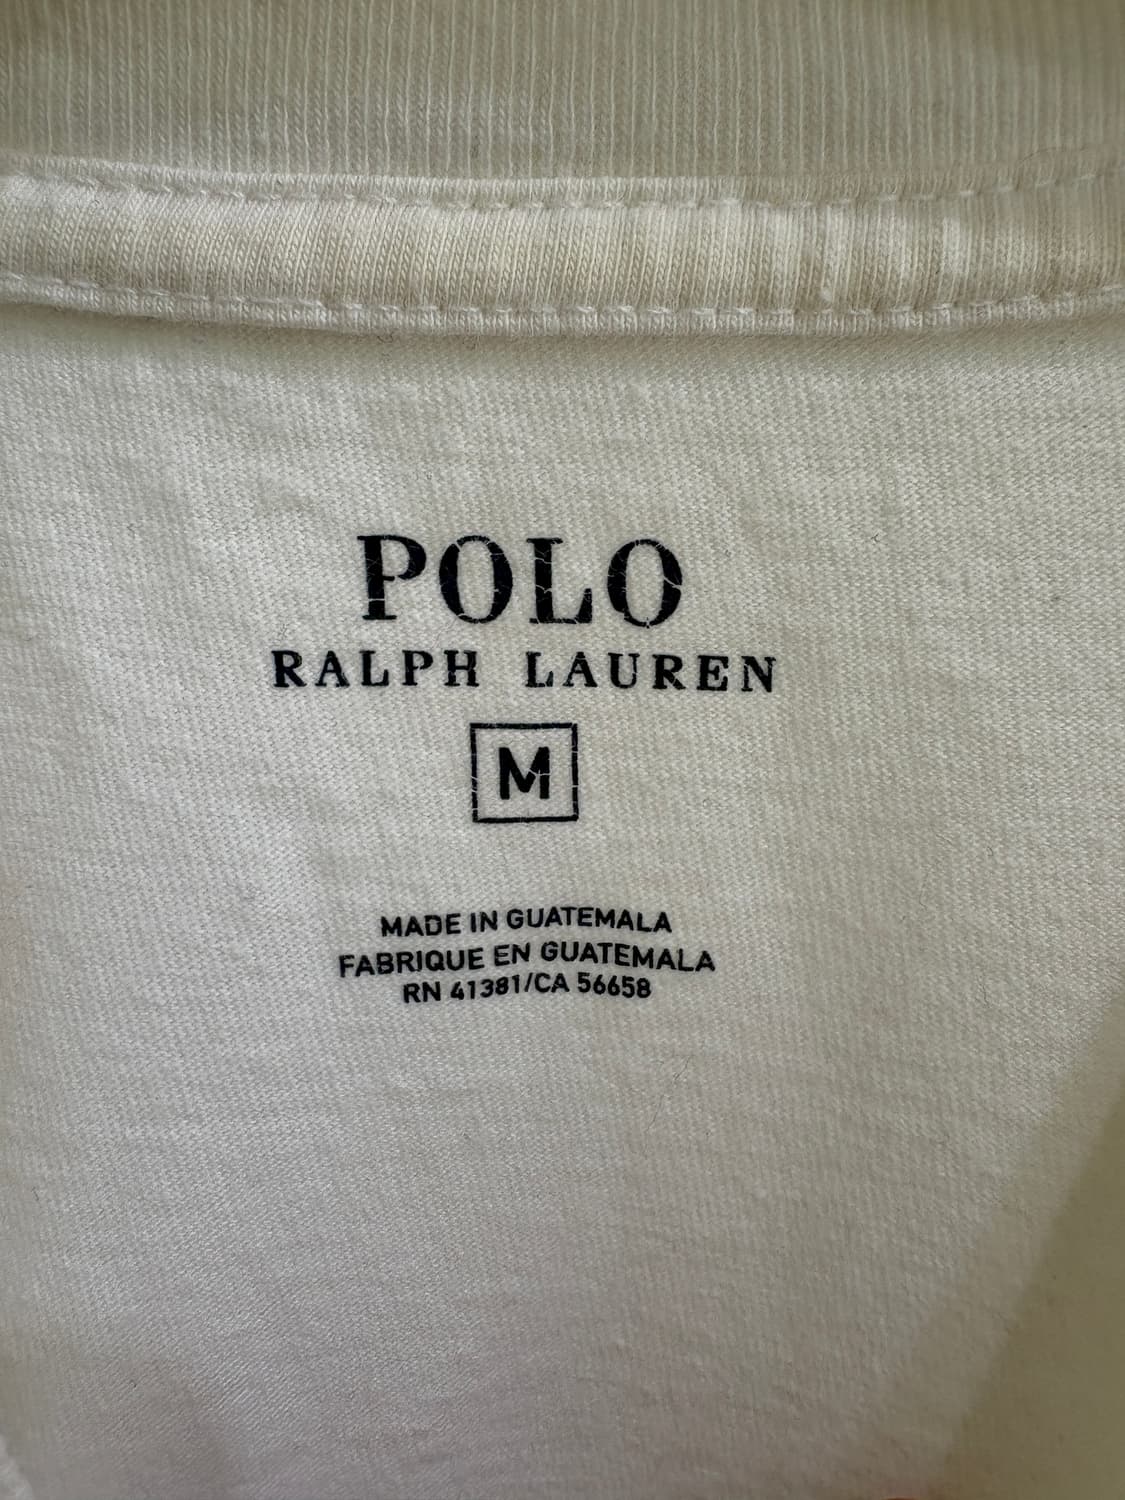 POLO
RALPH LAUREN
M
MADE IN GUATEMALA
FABRIQUE EN GUATEMALA
RN 41381/CA 56658